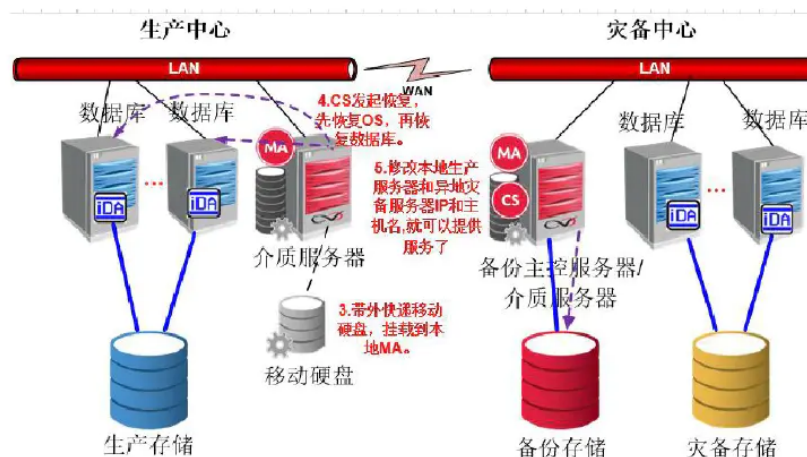 生产中心
灾备中心
LAN
LAN
WAN
数据库
数据库
4.CS发起恢复，
先恢复OS，再恢
复数据库。
数据库
数据库
MA
MA
CS
5.修改本地生产
服务器和异地灾
备服务器IP和主
机名,就可以提供
服务了
...
...
iDA
iDA
iDA
iDA
介质服务器
备份主控服务器/
介质服务器
3.带外快递移动
硬盘，挂载到本
地MA。
移动硬盘
生产存储
备份存储
灾备存储